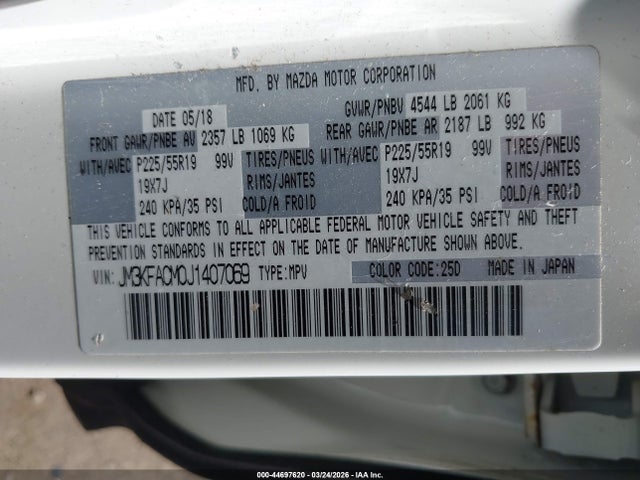 MFD. BY MAZDA MOTOR CORPORATION
DATE 05/18 GVWR/PNBV 4544 LB 2061 KG
FRONT GAWR/PNBE AV 2357 LB 1069 KG REAR GAWR/PNBE AR 2187 LB 992 KG
WITH/AVEC P225/55R19 99V TIRES/PNEUS WITH/AVEC P225/55R19 99V TIRES/PNEUS
19X7J RIMS/JANTES 19X7J RIMS/JANTES
240 KPA/35 PSI COLD/A FROID 240 KPA/35 PSI COLD/A FROID
THIS VEHICLE CONFORMS TO ALL APPLICABLE FEDERAL MOTOR VEHICLE SAFETY AND THEFT
PREVENTION STANDARDS IN EFFECT ON THE DATE OF MANUFACTURE SHOWN ABOVE.
VIN: JM3KFACM0J1407069 TYPE: MPV COLOR CODE: 25D MADE IN JAPAN
000-44697620 - 03/24/2026 - IAA Inc.